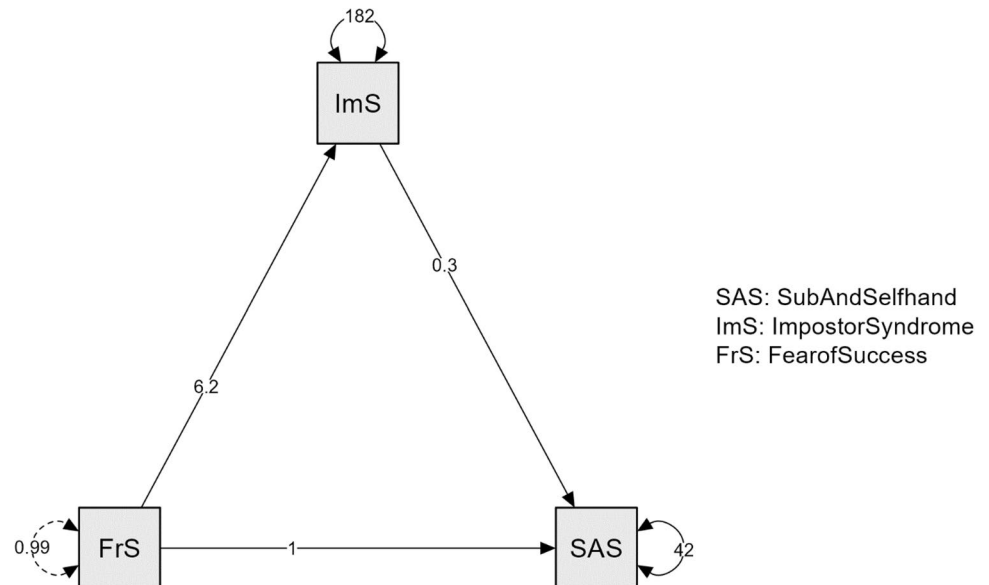 182
ImS
0.3
SAS: SubAndSelfhand
ImS: ImpostorSyndrome
FrS: FearofSuccess
6.2
0.99
FrS
1
SAS
42